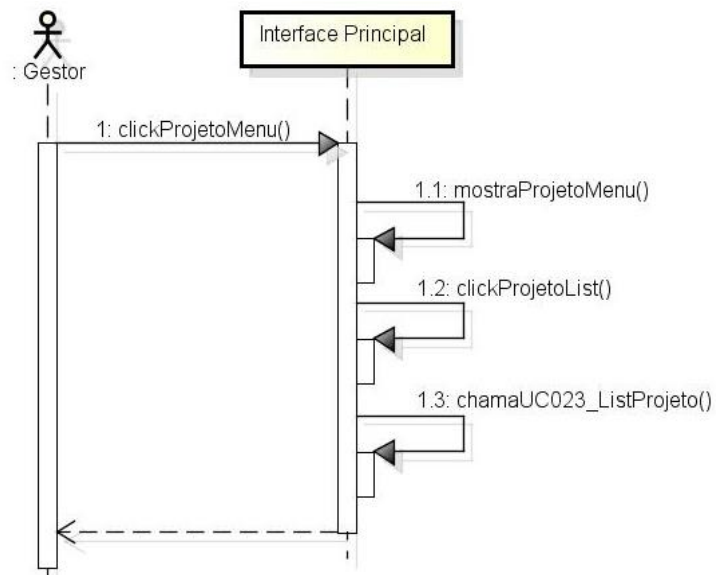 Interface Principal
: Gestor
1: clickProjetoMenu()
1.1: mostraProjetoMenu()
1.2: clickProjetoList()
1.3: chamaUC023_ListProjeto()